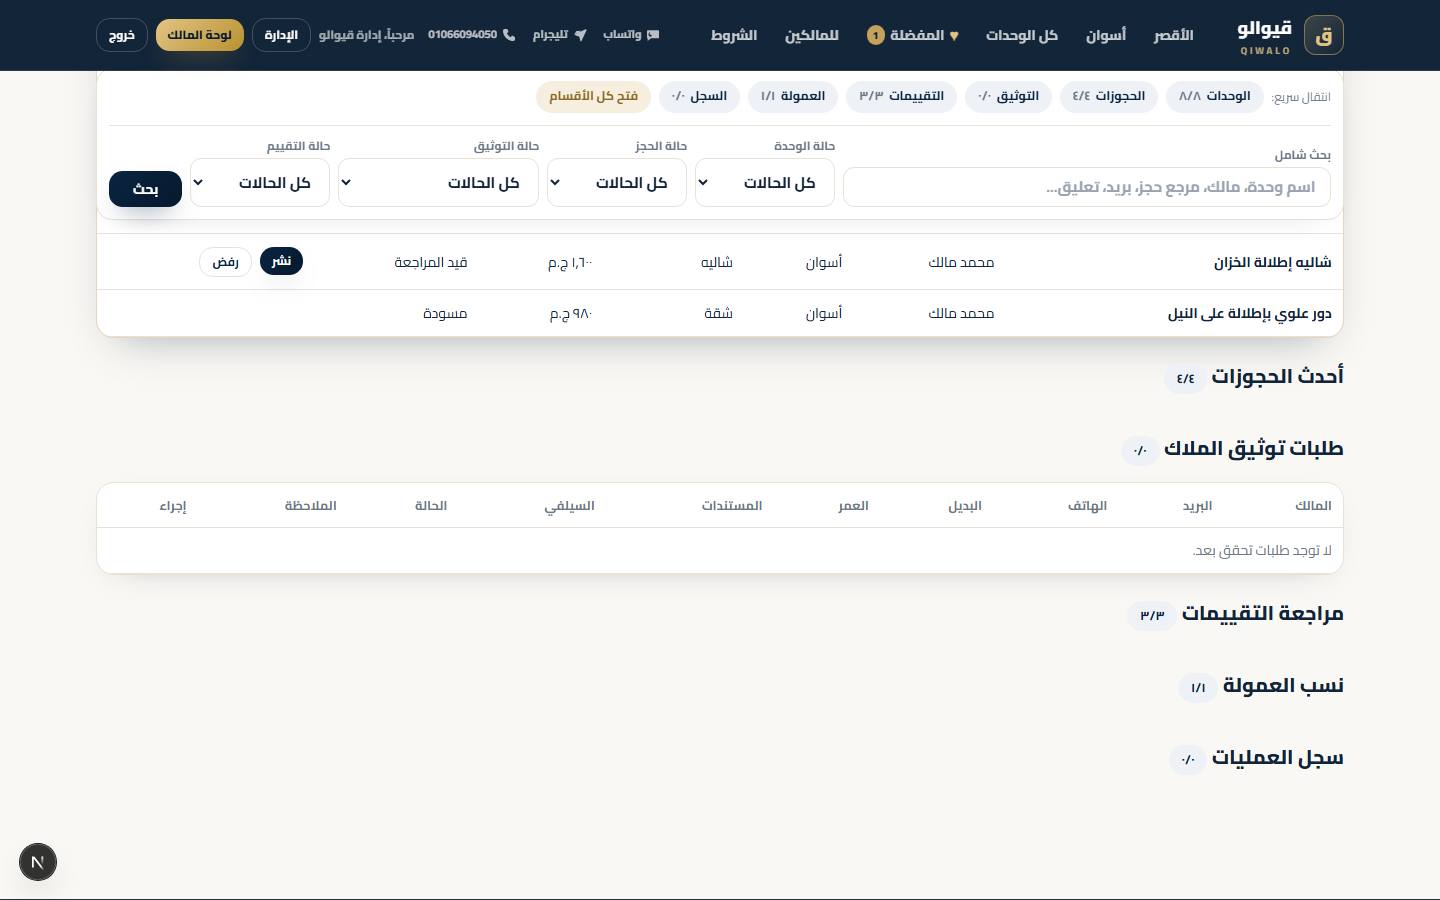 ق قيوالو QIWALO الأقصر أسوان كل الوحدات ♥ المفضلة 1 للمالكين الشروط واتساب تليجرام 01066094050 مرحباً، إدارة قيوالو الإدارة لوحة المالك خروج
انتقال سريع: الوحدات ٨/٨ الحجوزات ٤/٤ التوثيق ٠/٠ التقييمات ٣/٣ العمولة ١/١ السجل ٠/٠ فتح كل الأقسام
بحث شامل حالة الوحدة حالة الحجز حالة التوثيق حالة التقييم
اسم وحدة، مالك، مرجع حجز، بريد، تعليق... كل الحالات كل الحالات كل الحالات كل الحالات بحث
شاليه إطلالة الخزان محمد مالك أسوان شاليه ١,٦٠٠ ج.م قيد المراجعة نشر رفض
دور علوي بإطلالة على النيل محمد مالك أسوان شقة ٩٨٠ ج.م مسودة
أحدث الحجوزات ٤/٤
طلبات توثيق الملاك ٠/٠
المالك البريد الهاتف البديل العمر المستندات السيلفي الحالة الملاحظة إجراء
لا توجد طلبات تحقق بعد.
مراجعة التقييمات ٣/٣
نسب العمولة ١/١
سجل العمليات ٠/٠
N